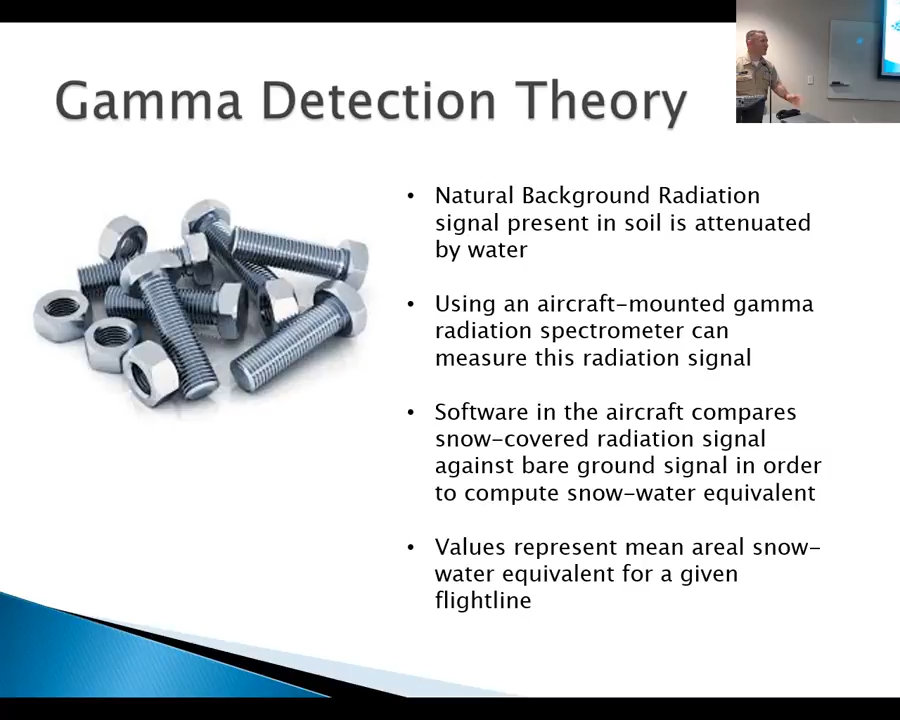 Gamma Detection Theory
• Natural Background Radiation
signal present in soil is attenuated
by water
• Using an aircraft-mounted gamma
radiation spectrometer can
measure this radiation signal
• Software in the aircraft compares
snow-covered radiation signal
against bare ground signal in order
to compute snow-water equivalent
• Values represent mean areal snow-
water equivalent for a given
flightline